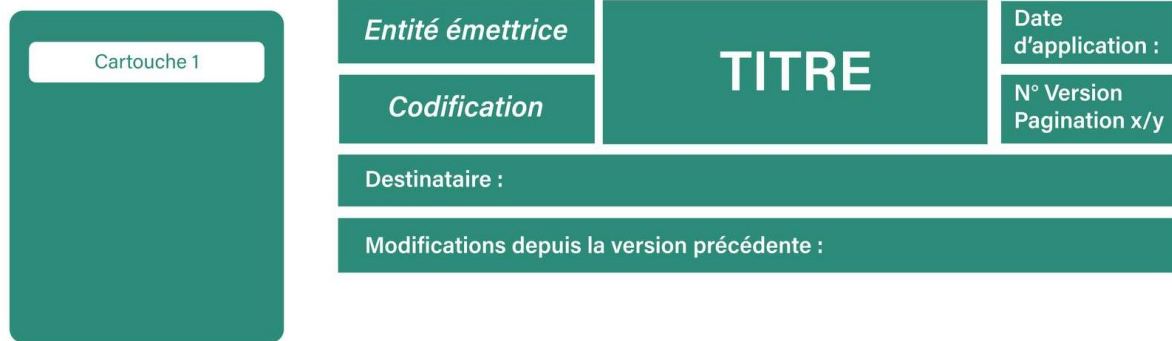 Cartouche 1
Entité émettrice
Codification
TITRE
Date
d'application :
N° Version
Pagination x/y
Destinataire :
Modifications depuis la version précédente :